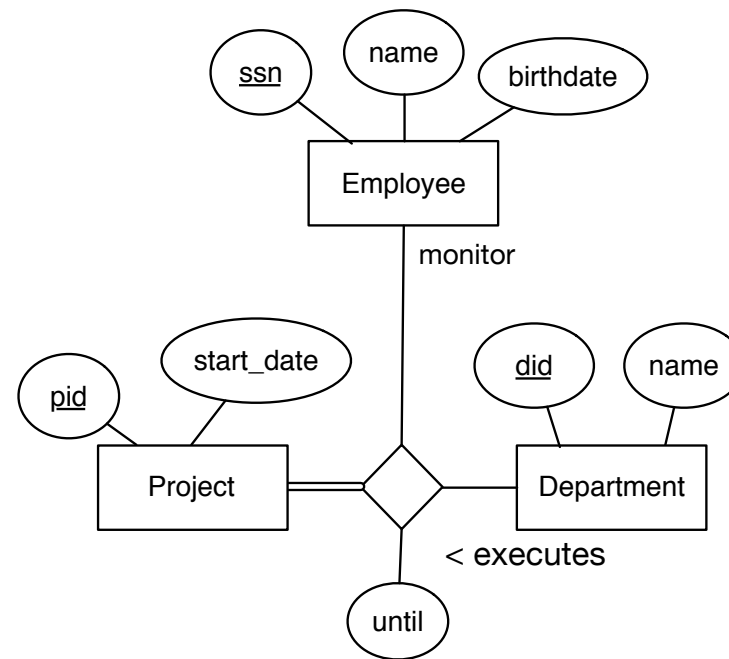 ssn
name
birthdate
Employee
monitor
pid
start_date
did
name
Project
Department
< executes
until